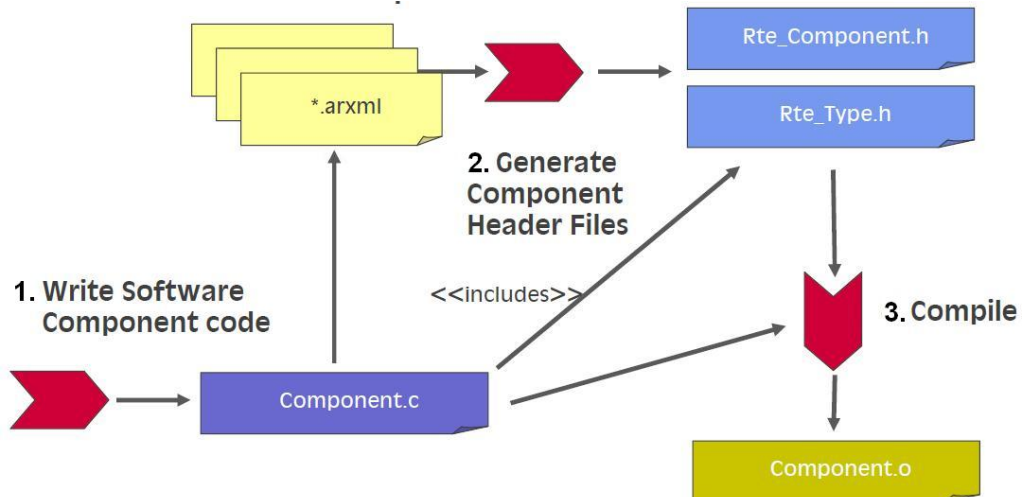 Rte_Component.h
*.arxml
Rte_Type.h
2. Generate
Component
Header Files
1. Write Software
Component code
<<includes>>
3. Compile
Component.c
Component.o